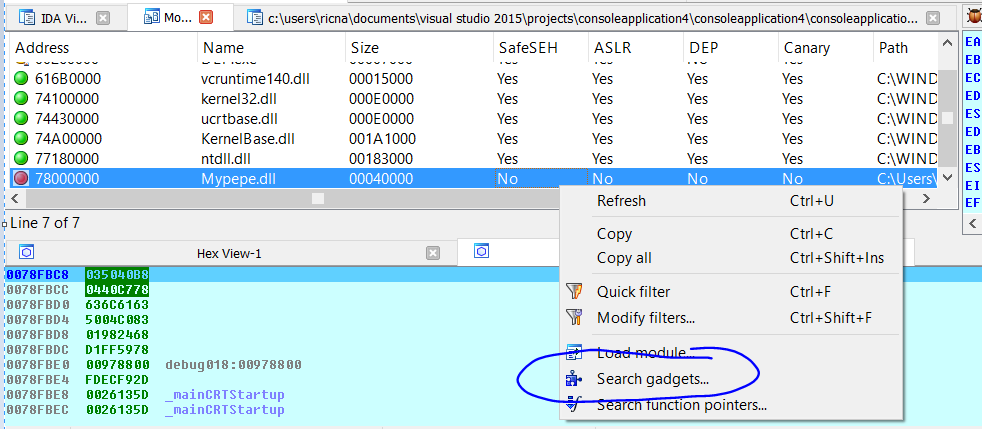 IDA Vi... Mo... c:\users\ricna\documents\visual studio 2015\projects\consoleapplication4\consoleapplication4\consoleapplicatio...
Address Name Size SafeSEH ASLR DEP Canary Path
616B0000 vcruntime140.dll 00015000 Yes Yes Yes Yes C:\WIND
74100000 kernel32.dll 000E0000 Yes Yes Yes Yes C:\WIND
74430000 ucrtbase.dll 000E0000 Yes Yes Yes Yes C:\WIND
74A00000 KernelBase.dll 001A1000 Yes Yes Yes Yes C:\WIND
77180000 ntdll.dll 00183000 Yes Yes Yes Yes C:\WIND
78000000 Mypepe.dll 00040000 No No No No C:\Users\
Line 7 of 7
Refresh Ctrl+U
Copy Ctrl+C
Copy all Ctrl+Shift+Ins
Quick filter Ctrl+F
Modify filters... Ctrl+Shift+F
Load module...
Search gadgets...
Search function pointers...
Hex View-1
0078FBC8 035040B8
0078FBCC 0440C778
0078FBD0 636C6163
0078FBD4 5004C083
0078FBD8 01982468
0078FBDC D1FF5978
0078FBE0 00978800 debug018:00978800
0078FBE4 FDECF92D
0078FBE8 0026135D _mainCRTStartup
0078FBEC 0026135D _mainCRTStartup
EA
EB
EC
ED
ES
ED
EB
ES
EI
EF